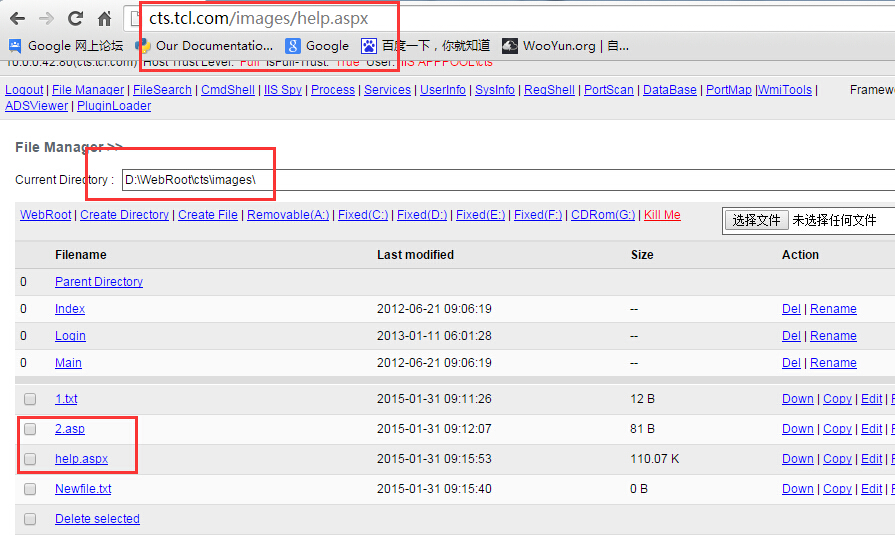 cts.tcl.com/images/help.aspx
Google 网上论坛 Our Documentatio... Google 百度一下，你就知道 WooYun.org | 自...
10.0.0.42:80(cts.tcl.com) Host Trust Level: Full IsFull-Trust: True User: IIS APPPOOL\cts
Logout | File Manager | FileSearch | CmdShell | IIS Spy | Process | Services | UserInfo | SysInfo | RegShell | PortScan | DataBase | PortMap |WmiTools | Framew
ADSViewer | PluginLoader
File Manager >>
Current Directory : D:\WebRoot\cts\images\
WebRoot | Create Directory | Create File | Removable(A:) | Fixed(C:) | Fixed(D:) | Fixed(E:) | Fixed(F:) | CDRom(G:) | Kill Me 选择文件 未选择任何文件
Filename Last modified Size Action
0 Parent Directory
0 Index 2012-06-21 09:06:19 -- Del | Rename
0 Login 2013-01-11 06:01:28 -- Del | Rename
0 Main 2012-06-21 09:06:19 -- Del | Rename
1.txt 2015-01-31 09:11:26 12 B Down | Copy | Edit |
2.asp 2015-01-31 09:12:07 81 B Down | Copy | Edit |
help.aspx 2015-01-31 09:15:53 110.07 K Down | Copy | Edit |
Newfile.txt 2015-01-31 09:15:40 0 B Down | Copy | Edit |
Delete selected